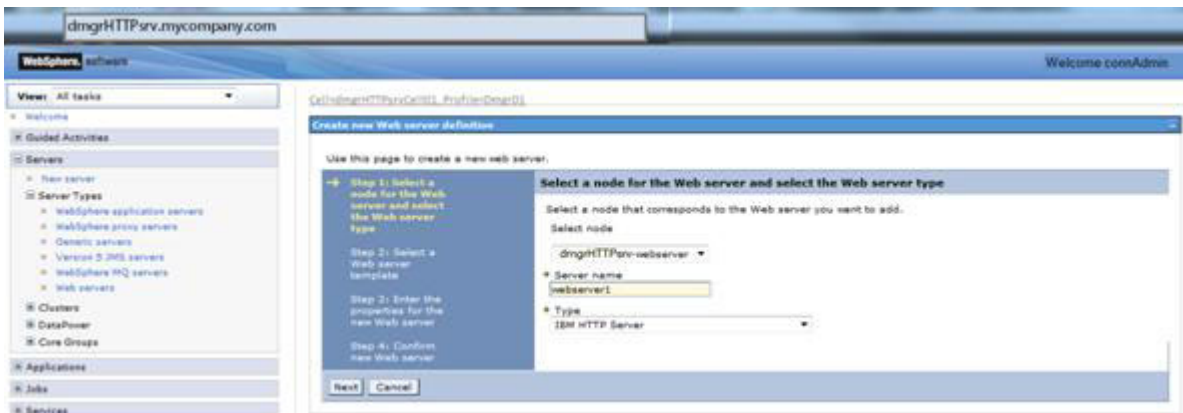 dmgrHTTPsrv.mycompany.com
WebSphere. software
Welcome connAdmin
View: All tasks
Welcome
Guided Activities
Servers
New server
Server Types
WebSphere application servers
WebSphere proxy servers
Generic servers
Version 5 JMS servers
WebSphere MQ servers
Web servers
Clusters
DataPower
Core Groups
Applications
Jobs
Services
Cell=dmgrHTTPsrvCell01, Profile=Dmgr01
Create new Web server definition
Use this page to create a new web server.
Step 1: Select a
node for the Web
server and select
the Web server
type
Step 2: Select a
Web server
template
Step 3: Enter the
properties for the
new Web server
Step 4: Confirm
new Web server
Select a node for the Web server and select the Web server type
Select a node that corresponds to the Web server you want to add.
Select node
dmgrHTTPsrv-webserver
* Server name
webserver1
* Type
IBM HTTP Server
Next Cancel